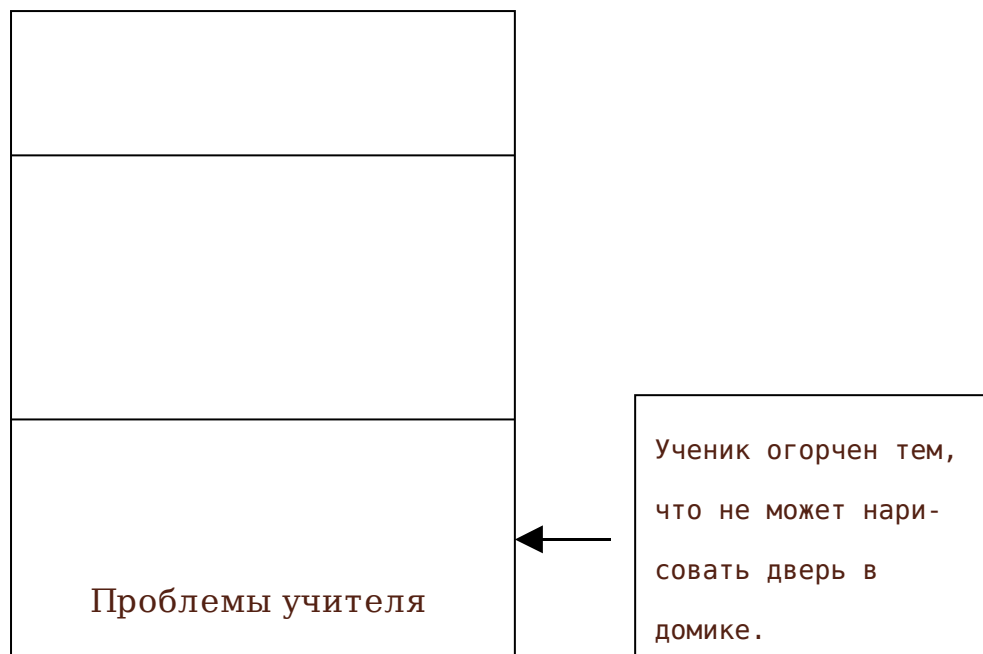 Ученик огорчен тем,
что не может нари-
совать дверь в
домике.
Проблемы учителя